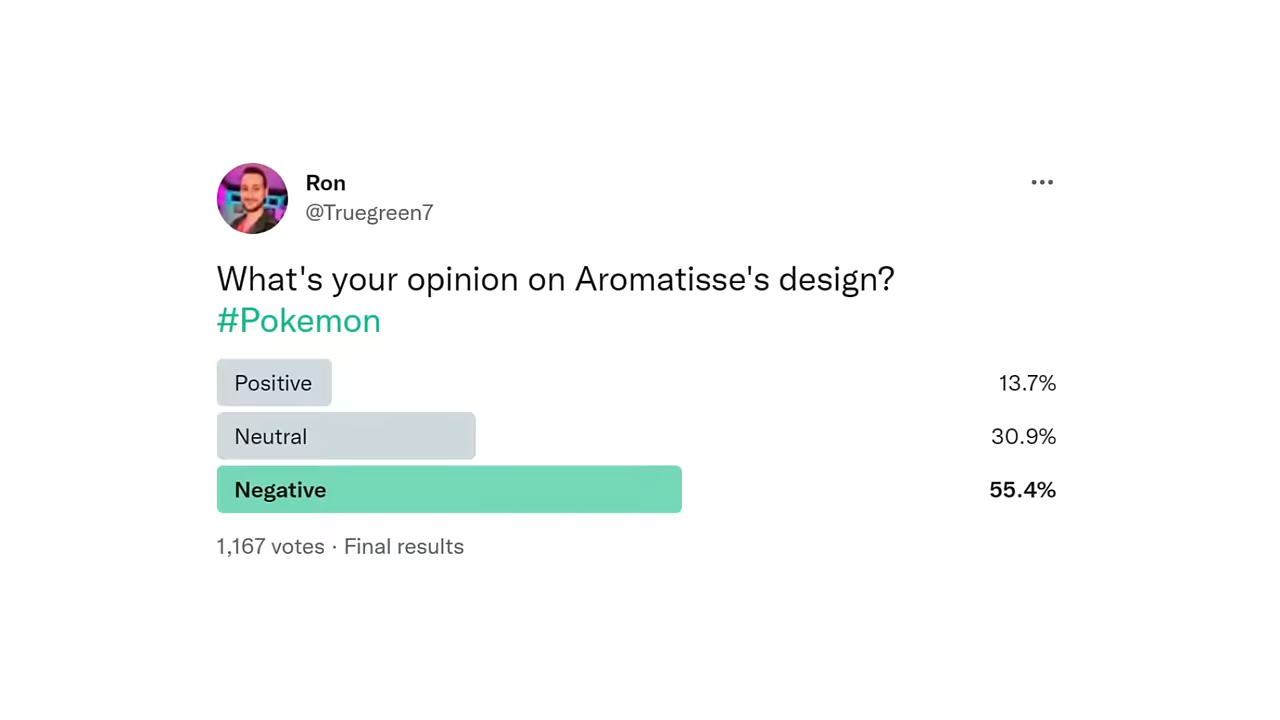 Ron
@Truegreen7
What's your opinion on Aromatisse's design?
#Pokemon
Positive 13.7%
Neutral 30.9%
Negative 55.4%
1,167 votes · Final results